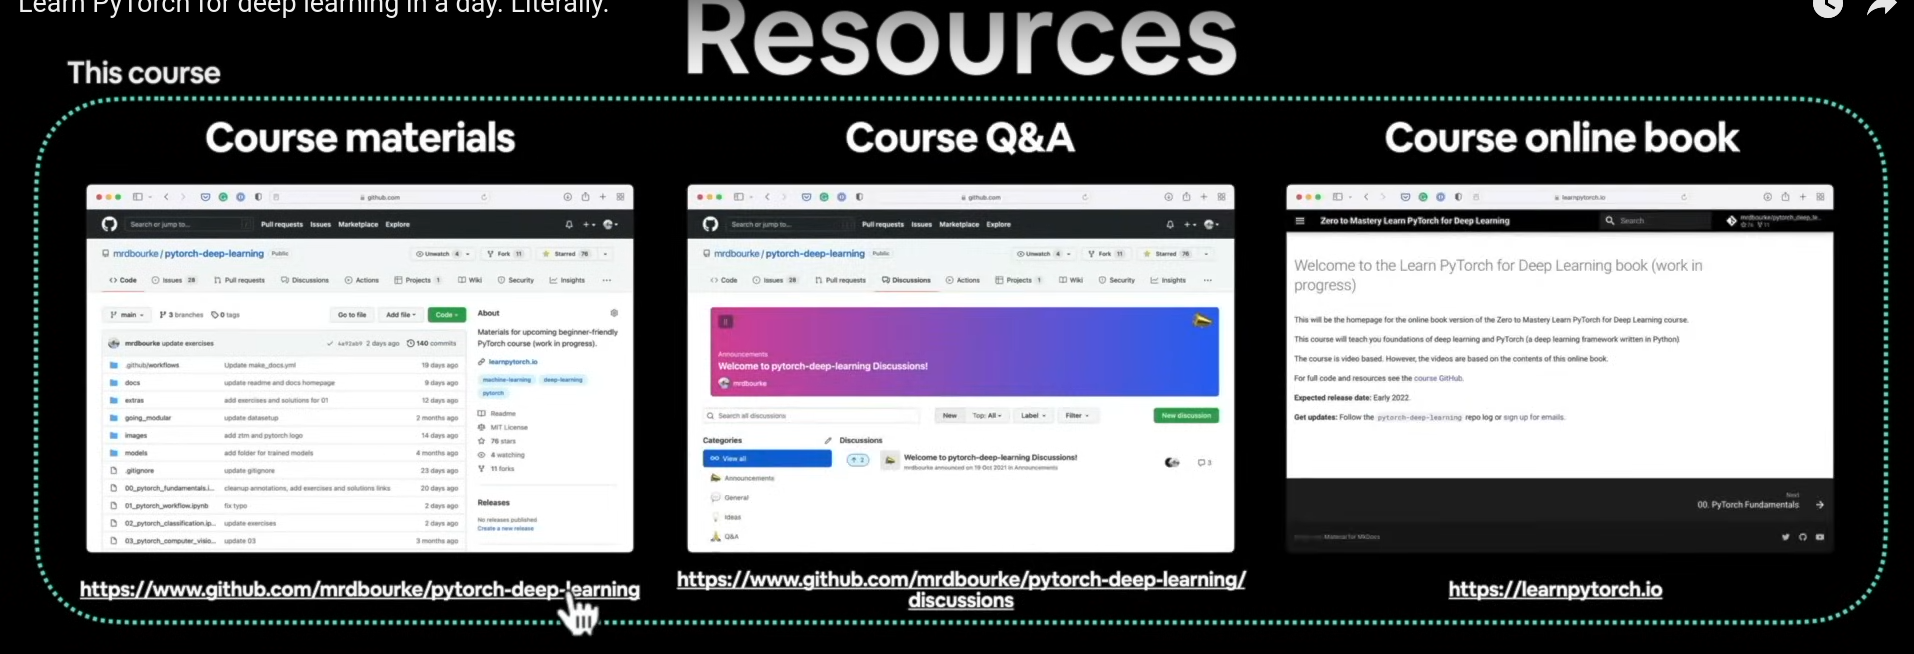 Learn PyTorch for deep learning in a day. Literally.
Resources
This course
Course materials
github.com
Search or jump to...
Pull requests Issues Marketplace Explore
mrdbourke / pytorch-deep-learning Public
Unwatch 4 Fork 11 Starred 76
Code Issues 28 Pull requests Discussions Actions Projects 1 Wiki Security Insights
main 3 branches 0 tags Go to file Add file Code
mrdbourke update exercises 2 days ago 140 commits
.github/workflows Update make_docs.yml 19 days ago
docs update readme and docs homepage 9 days ago
extras add exercises and solutions for 01 12 days ago
going_modular update datasetup 2 months ago
images add ztm and pytorch logo 14 days ago
models add folder for trained models 4 months ago
.gitignore update gitignore 23 days ago
00_pytorch_fundamentals.i... cleanup annotations, add exercises and solutions links 20 days ago
01_pytorch_workflow.ipynb fix typo 2 days ago
02_pytorch_classification.ip... update exercises 2 days ago
03_pytorch_computer_visio... update 03 3 months ago
About
Materials for upcoming beginner-friendly
PyTorch course (work in progress).
learnpytorch.io
machine-learning deep-learning
pytorch
Readme
MIT License
76 stars
4 watching
11 forks
Releases
No releases published
Create a new release
https://www.github.com/mrdbourke/pytorch-deep-learning
Course Q&A
github.com
Search or jump to...
Pull requests Issues Marketplace Explore
mrdbourke / pytorch-deep-learning Public
Unwatch 4 Fork 11 Starred 76
Code Issues 28 Pull requests Discussions Actions Projects 1 Wiki Security Insights
Announcements
Welcome to pytorch-deep-learning Discussions!
mrdbourke
Search all discussions
New Top: All Label Filter New discussion
Categories
View all
Announcements
General
Ideas
Q&A
Discussions
2 Welcome to pytorch-deep-learning Discussions! 3
mrdbourke announced on 19 Oct 2021 in Announcements
https://www.github.com/mrdbourke/pytorch-deep-learning/
discussions
Course online book
learnpytorch.io
Zero to Mastery Learn PyTorch for Deep Learning
Search
mrdbourke/pytorch_deep_le...
Welcome to the Learn PyTorch for Deep Learning book (work in
progress)
This will be the homepage for the online book version of the Zero to Mastery Learn PyTorch for Deep Learning course.
This course will teach you foundations of deep learning and PyTorch (a deep learning framework written in Python)
The course is video based. However, the videos are based on the contents of this online book.
For full code and resources see the course GitHub.
Expected release date: Early 2022.
Get updates: Follow the pytorch-deep-learning repo log or sign up for emails.
Next
00. PyTorch Fundamentals
Material for MkDocs
https://learnpytorch.io